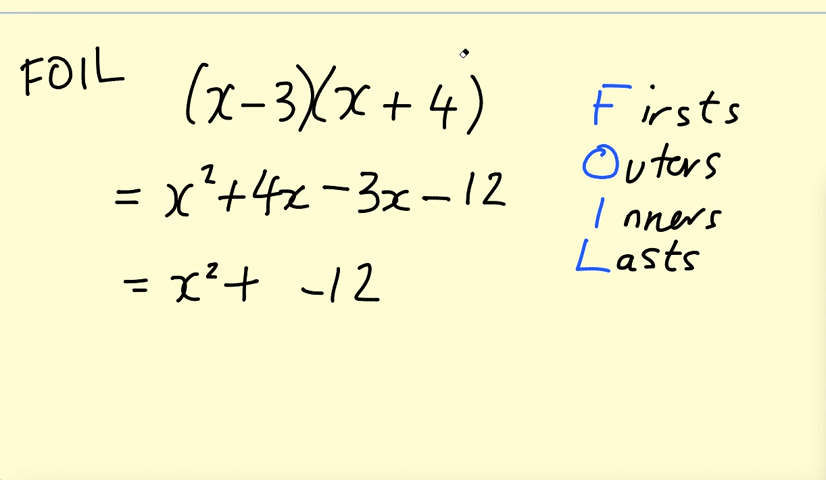 FOIL (x-3)(x+4)
= x²+4x-3x-12
= x²+ -12
Firsts
Outers
Inners
Lasts